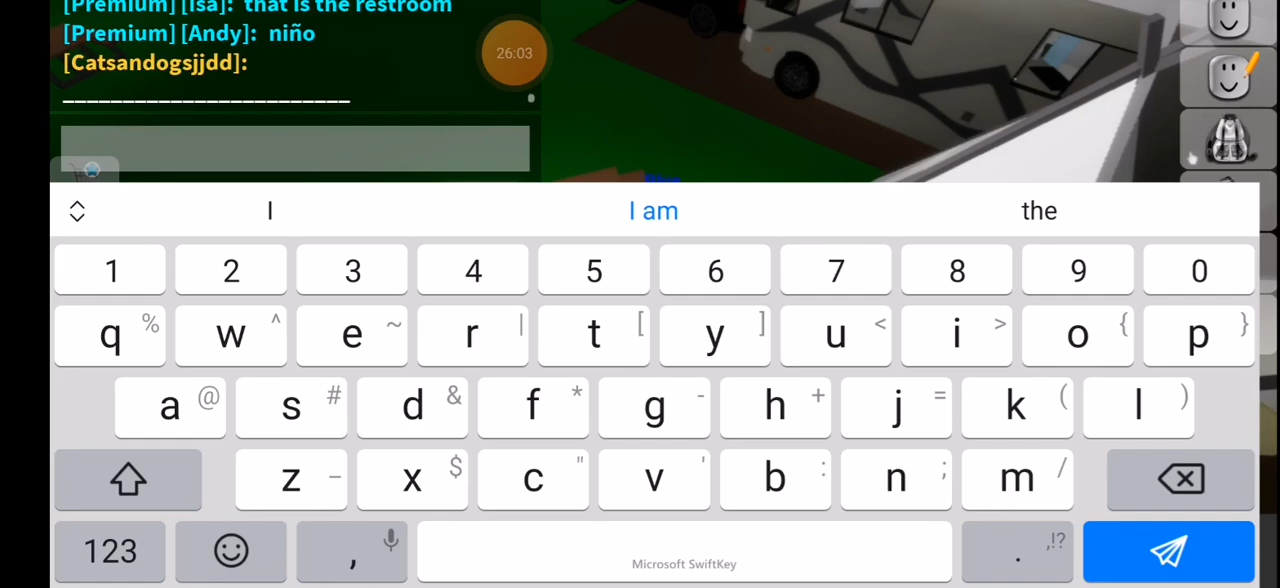 [Premium] [Isa]: that is the restroom
[Premium] [Andy]: niño
[Catsandogsjjdd]:
________________________
26:03
I
I am
the
1 2 3 4 5 6 7 8 9 0
q % w ^ e ~ r | t [ y ] u < i > o { p }
a @ s # d & f * g - h + j = k ( l )
z _ x $ c " v ' b : n ; m /
123 , Microsoft SwiftKey . ,!?